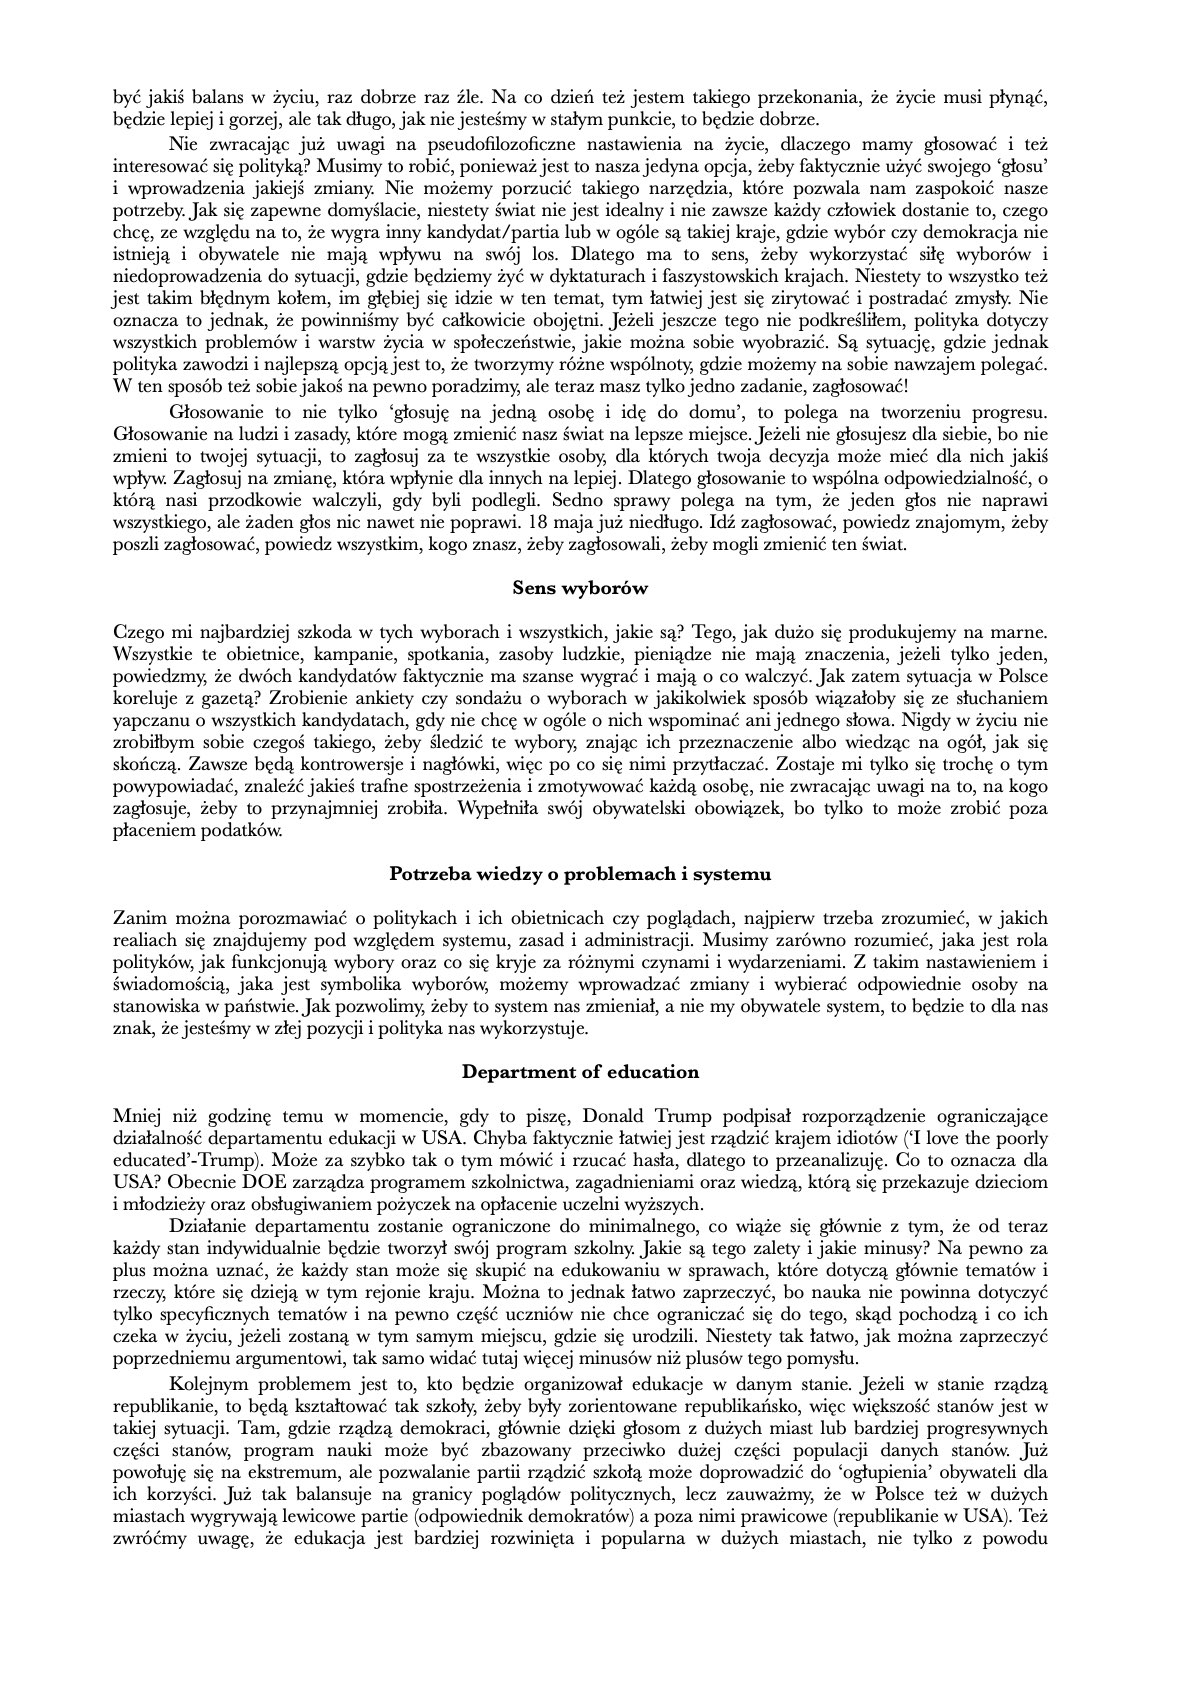 być jakiś balans w życiu, raz dobrze raz źle. Na co dzień też jestem takiego przekonania, że życie musi płynąć,
będzie lepiej i gorzej, ale tak długo, jak nie jesteśmy w stałym punkcie, to będzie dobrze.
Nie zwracając już uwagi na pseudofilozoficzne nastawienia na życie, dlaczego mamy głosować i też
interesować się polityką? Musimy to robić, ponieważ jest to nasza jedyna opcja, żeby faktycznie użyć swojego ‘głosu’
i wprowadzenia jakiejś zmiany. Nie możemy porzucić takiego narzędzia, które pozwala nam zaspokoić nasze
potrzeby. Jak się zapewne domyślacie, niestety świat nie jest idealny i nie zawsze każdy człowiek dostanie to, czego
chcę, ze względu na to, że wygra inny kandydat/partia lub w ogóle są takiej kraje, gdzie wybór czy demokracja nie
istnieją i obywatele nie mają wpływu na swój los. Dlatego ma to sens, żeby wykorzystać siłę wyborów i
niedoprowadzenia do sytuacji, gdzie będziemy żyć w dyktaturach i faszystowskich krajach. Niestety to wszystko też
jest takim błędnym kołem, im głębiej się idzie w ten temat, tym łatwiej jest się zirytować i postradać zmysły. Nie
oznacza to jednak, że powinniśmy być całkowicie obojętni. Jeżeli jeszcze tego nie podkreśliłem, polityka dotyczy
wszystkich problemów i warstw życia w społeczeństwie, jakie można sobie wyobrazić. Są sytuację, gdzie jednak
polityka zawodzi i najlepszą opcją jest to, że tworzymy różne wspólnoty, gdzie możemy na sobie nawzajem polegać.
W ten sposób też sobie jakoś na pewno poradzimy, ale teraz masz tylko jedno zadanie, zagłosować!
Głosowanie to nie tylko ‘głosuję na jedną osobę i idę do domu’, to polega na tworzeniu progresu.
Głosowanie na ludzi i zasady, które mogą zmienić nasz świat na lepsze miejsce. Jeżeli nie głosujesz dla siebie, bo nie
zmieni to twojej sytuacji, to zagłosuj za te wszystkie osoby, dla których twoja decyzja może mieć dla nich jakiś
wpływ. Zagłosuj na zmianę, która wpłynie dla innych na lepiej. Dlatego głosowanie to wspólna odpowiedzialność, o
którą nasi przodkowie walczyli, gdy byli podlegli. Sedno sprawy polega na tym, że jeden głos nie naprawi
wszystkiego, ale żaden głos nic nawet nie poprawi. 18 maja już niedługo. Idź zagłosować, powiedz znajomym, żeby
poszli zagłosować, powiedz wszystkim, kogo znasz, żeby zagłosowali, żeby mogli zmienić ten świat.
Sens wyborów
Czego mi najbardziej szkoda w tych wyborach i wszystkich, jakie są? Tego, jak dużo się produkujemy na marne.
Wszystkie te obietnice, kampanie, spotkania, zasoby ludzkie, pieniądze nie mają znaczenia, jeżeli tylko jeden,
powiedzmy, że dwóch kandydatów faktycznie ma szanse wygrać i mają o co walczyć. Jak zatem sytuacja w Polsce
koreluje z gazetą? Zrobienie ankiety czy sondażu o wyborach w jakikolwiek sposób wiązałoby się ze słuchaniem
yapczanu o wszystkich kandydatach, gdy nie chcę w ogóle o nich wspominać ani jednego słowa. Nigdy w życiu nie
zrobiłbym sobie czegoś takiego, żeby śledzić te wybory, znając ich przeznaczenie albo wiedząc na ogół, jak się
skończą. Zawsze będą kontrowersje i nagłówki, więc po co się nimi przytłaczać. Zostaje mi tylko się trochę o tym
powypowiadać, znaleźć jakieś trafne spostrzeżenia i zmotywować każdą osobę, nie zwracając uwagi na to, na kogo
zagłosuje, żeby to przynajmniej zrobiła. Wypełniła swój obywatelski obowiązek, bo tylko to może zrobić poza
płaceniem podatków.
Potrzeba wiedzy o problemach i systemu
Zanim można porozmawiać o politykach i ich obietnicach czy poglądach, najpierw trzeba zrozumieć, w jakich
realiach się znajdujemy pod względem systemu, zasad i administracji. Musimy zarówno rozumieć, jaka jest rola
polityków, jak funkcjonują wybory oraz co się kryje za różnymi czynami i wydarzeniami. Z takim nastawieniem i
świadomością, jaka jest symbolika wyborów, możemy wprowadzać zmiany i wybierać odpowiednie osoby na
stanowiska w państwie. Jak pozwolimy, żeby to system nas zmieniał, a nie my obywatele system, to będzie to dla nas
znak, że jesteśmy w złej pozycji i polityka nas wykorzystuje.
Department of education
Mniej niż godzinę temu w momencie, gdy to piszę, Donald Trump podpisał rozporządzenie ograniczające
działalność departamentu edukacji w USA. Chyba faktycznie łatwiej jest rządzić krajem idiotów (‘I love the poorly
educated’-Trump). Może za szybko tak o tym mówić i rzucać hasła, dlatego to przeanalizuję. Co to oznacza dla
USA? Obecnie DOE zarządza programem szkolnictwa, zagadnieniami oraz wiedzą, którą się przekazuje dzieciom
i młodzieży oraz obsługiwaniem pożyczek na opłacenie uczelni wyższych.
Działanie departamentu zostanie ograniczone do minimalnego, co wiąże się głównie z tym, że od teraz
każdy stan indywidualnie będzie tworzył swój program szkolny. Jakie są tego zalety i jakie minusy? Na pewno za
plus można uznać, że każdy stan może się skupić na edukowaniu w sprawach, które dotyczą głównie tematów i
rzeczy, które się dzieją w tym rejonie kraju. Można to jednak łatwo zaprzeczyć, bo nauka nie powinna dotyczyć
tylko specyficznych tematów i na pewno część uczniów nie chce ograniczać się do tego, skąd pochodzą i co ich
czeka w życiu, jeżeli zostaną w tym samym miejscu, gdzie się urodzili. Niestety tak łatwo, jak można zaprzeczyć
poprzedniemu argumentowi, tak samo widać tutaj więcej minusów niż plusów tego pomysłu.
Kolejnym problemem jest to, kto będzie organizował edukacje w danym stanie. Jeżeli w stanie rządzą
republikanie, to będą kształtować tak szkoły, żeby były zorientowane republikańsko, więc większość stanów jest w
takiej sytuacji. Tam, gdzie rządzą demokraci, głównie dzięki głosom z dużych miast lub bardziej progresywnych
części stanów, program nauki może być zbazowany przeciwko dużej części populacji danych stanów. Już
powołuję się na ekstremum, ale pozwalanie partii rządzić szkołą może doprowadzić do ‘ogłupienia’ obywateli dla
ich korzyści. Już tak balansuje na granicy poglądów politycznych, lecz zauważmy, że w Polsce też w dużych
miastach wygrywają lewicowe partie (odpowiednik demokratów) a poza nimi prawicowe (republikanie w USA). Też
zwróćmy uwagę, że edukacja jest bardziej rozwinięta i popularna w dużych miastach, nie tylko z powodu